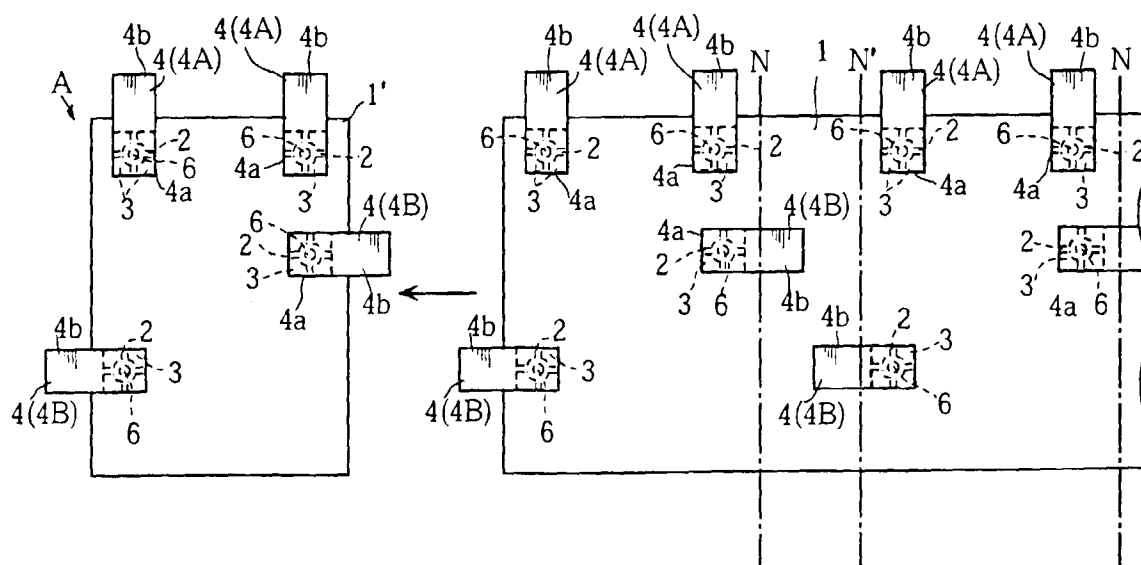 4b 4(4A) 4(4A) 4b 4b 4(4A) 4b N 1 N' 4b 4(4A) 4(4A) 4b N
A 1'
6 2 6 4a 3 6 4a 2 3
6 2 3 4a 6 4a 2 3 6 2 3 4a 6 4a 2 3
4(4B) 6 2 3 4a 4b
4(4B) 4a 2 3 6 4b
2 3 4a 6
4b 2 3 4(4B) 6
4b 2 3 4(4B) 6
4b 2 3 4(4B) 6